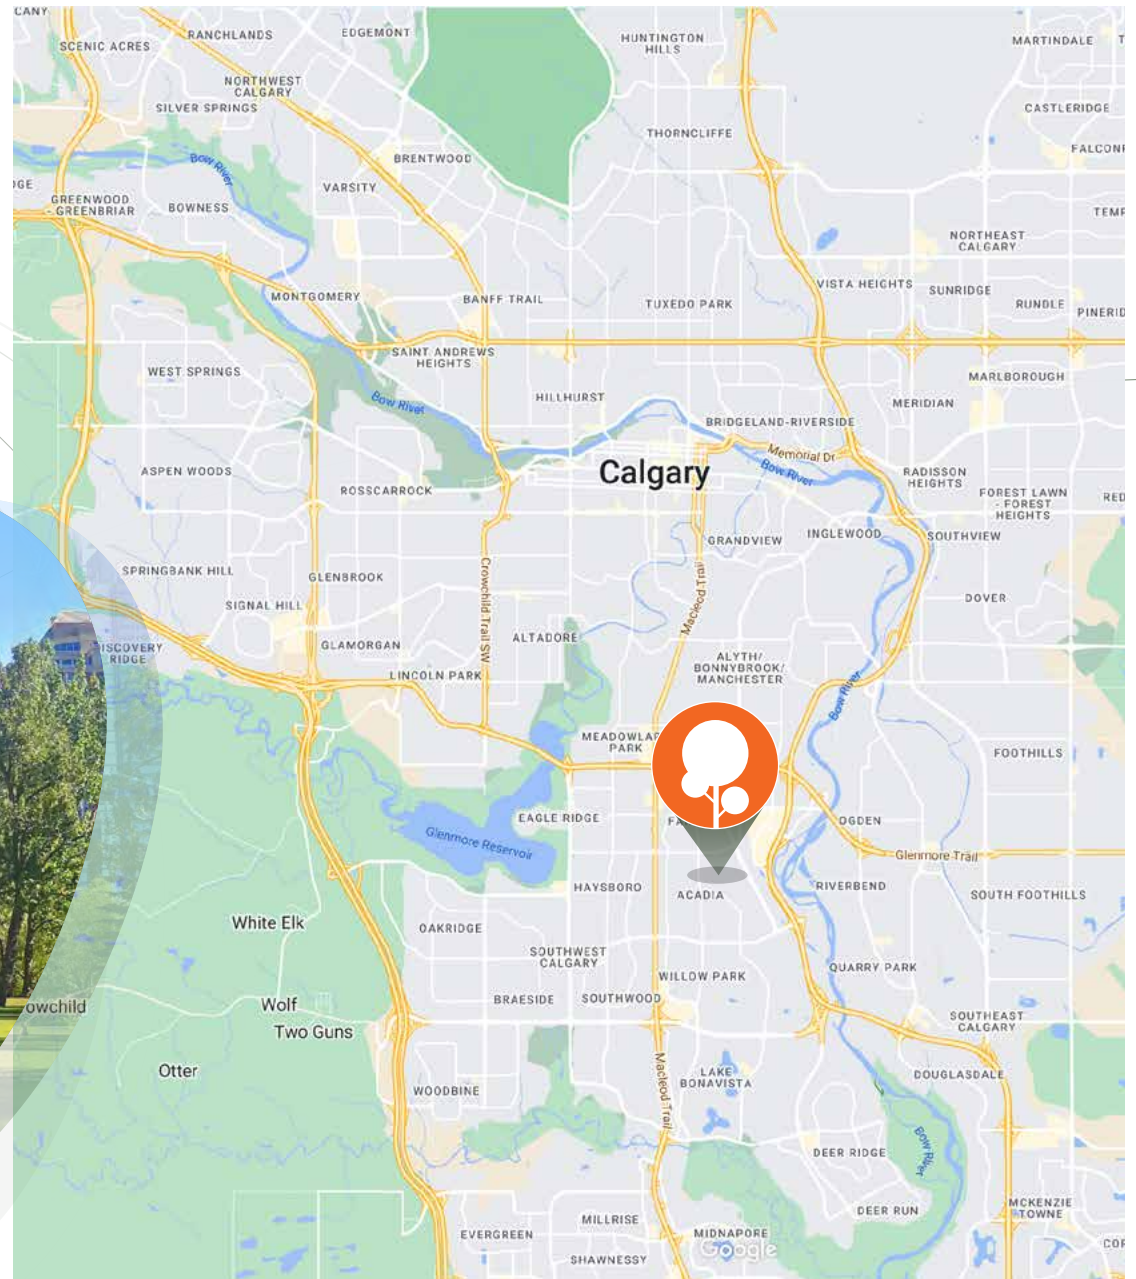 SCENIC ACRES
RANCHLANDS
EDGEMONT
HUNTINGTON
HILLS
MARTINDALE
NORTHWEST
CALGARY
SILVER SPRINGS
CASTLERIDGE
THORNCLIFFE
BRENTWOOD
Bow River
VARSITY
GREENWOOD
- GREENBRIAR
BOWNESS
NORTHEAST
CALGARY
MONTGOMERY
BANFF TRAIL
TUXEDO PARK
VISTA HEIGHTS
SUNRIDGE
RUNDLE
SAINT ANDREWS
HEIGHTS
WEST SPRINGS
MARLBOROUGH
Bow River
HILLHURST
MERIDIAN
BRIDGELAND-RIVERSIDE
Memorial Dr
Calgary
Bow River
ASPEN WOODS
ROSSCARROCK
RADISSON
HEIGHTS
FOREST LAWN
- FOREST
HEIGHTS
GRANDVIEW
INGLEWOOD
SOUTHVIEW
SPRINGBANK HILL
GLENBROOK
Crowchild Trail SW
Macleod Trail
SIGNAL HILL
DOVER
GLAMORGAN
ALTADORE
DISCOVERY
RIDGE
LINCOLN PARK
ALYTH/
BONNYBROOK/
MANCHESTER
Bow River
MEADOWLAR
PARK
FOOTHILLS
EAGLE RIDGE
FA
OGDEN
Glenmore Reservoir
Glenmore Trail
HAYSBORO
ACADIA
RIVERBEND
SOUTH FOOTHILLS
White Elk
OAKRIDGE
SOUTHWEST
CALGARY
WILLOW PARK
QUARRY PARK
owchild
Wolf
BRAESIDE
SOUTHWOOD
Two Guns
SOUTHEAST
CALGARY
Otter
Macleod Trail
LAKE
BONAVISTA
DOUGLASDALE
WOODBINE
DEER RIDGE
Bow River
DEER RUN
MCKENZIE
TOWNE
MILLRISE
EVERGREEN
MIDNAPORE
Google
SHAWNESSY